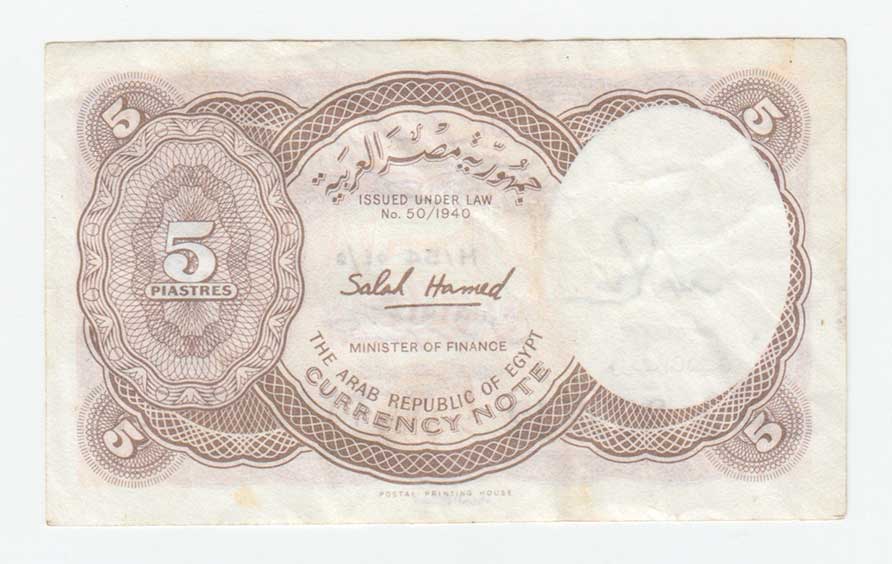 5 5
جمهورية مصر العربية
ISSUED UNDER LAW
No. 50/1940
5
PIASTRES
Salah Hamed
MINISTER OF FINANCE
THE ARAB REPUBLIC OF EGYPT
CURRENCY NOTE
5 5
POSTAL PRINTING HOUSE